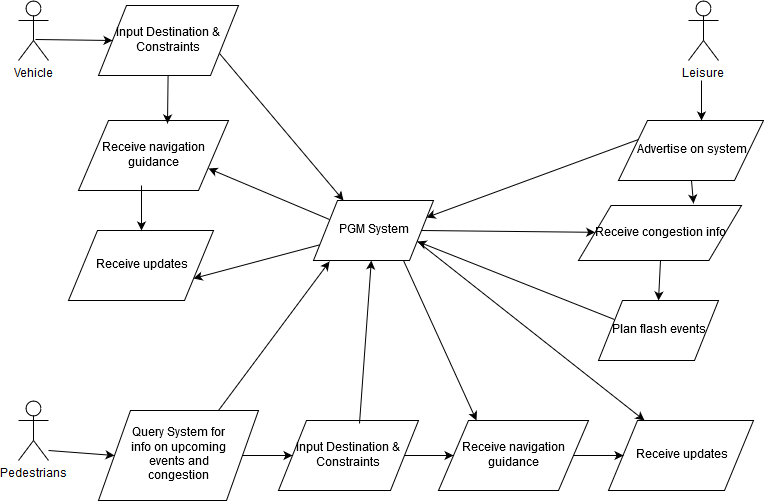 Vehicle
Input Destination &
Constraints
Leisure
Receive navigation
guidance
Advertise on system
PGM System
Receive congestion info
Receive updates
Plan flash events
Pedestrians
Query System for
info on upcoming
events and
congestion
Input Destination &
Constraints
Receive navigation
guidance
Receive updates